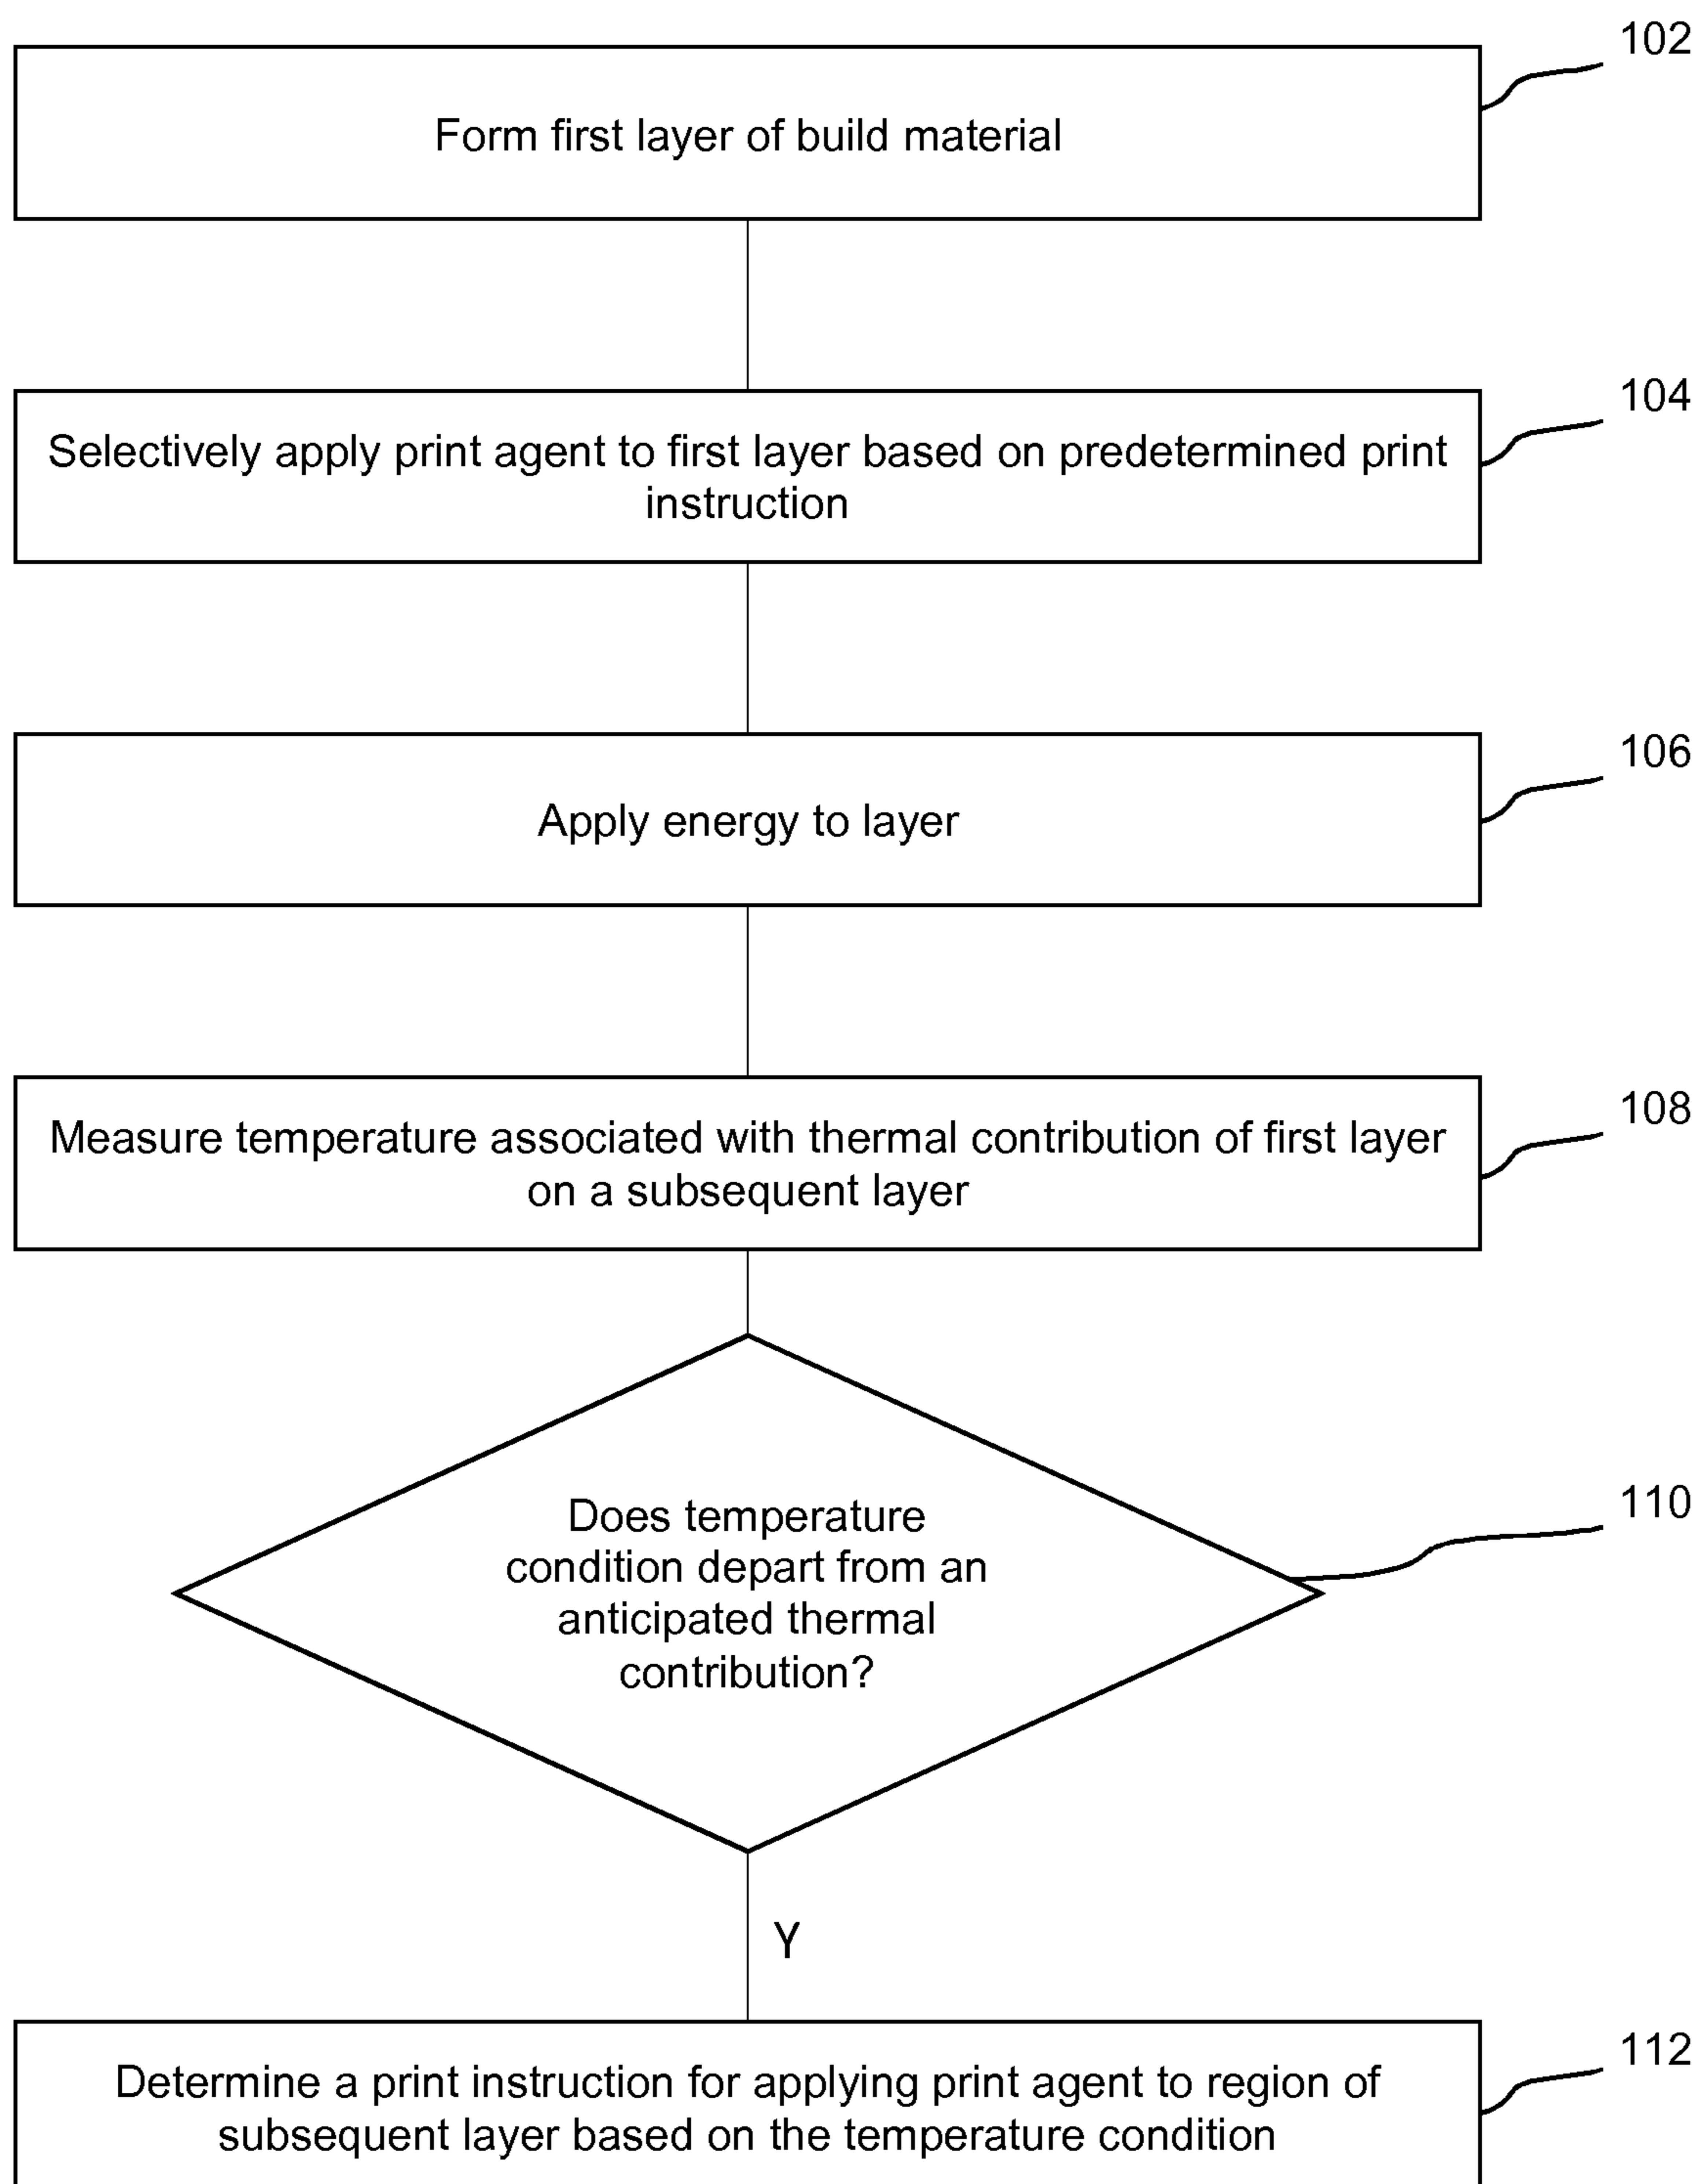 102
Form first layer of build material
104
Selectively apply print agent to first layer based on predetermined print
instruction
106
Apply energy to layer
108
Measure temperature associated with thermal contribution of first layer
on a subsequent layer
110
Does temperature
condition depart from an
anticipated thermal
contribution?
Y
112
Determine a print instruction for applying print agent to region of
subsequent layer based on the temperature condition